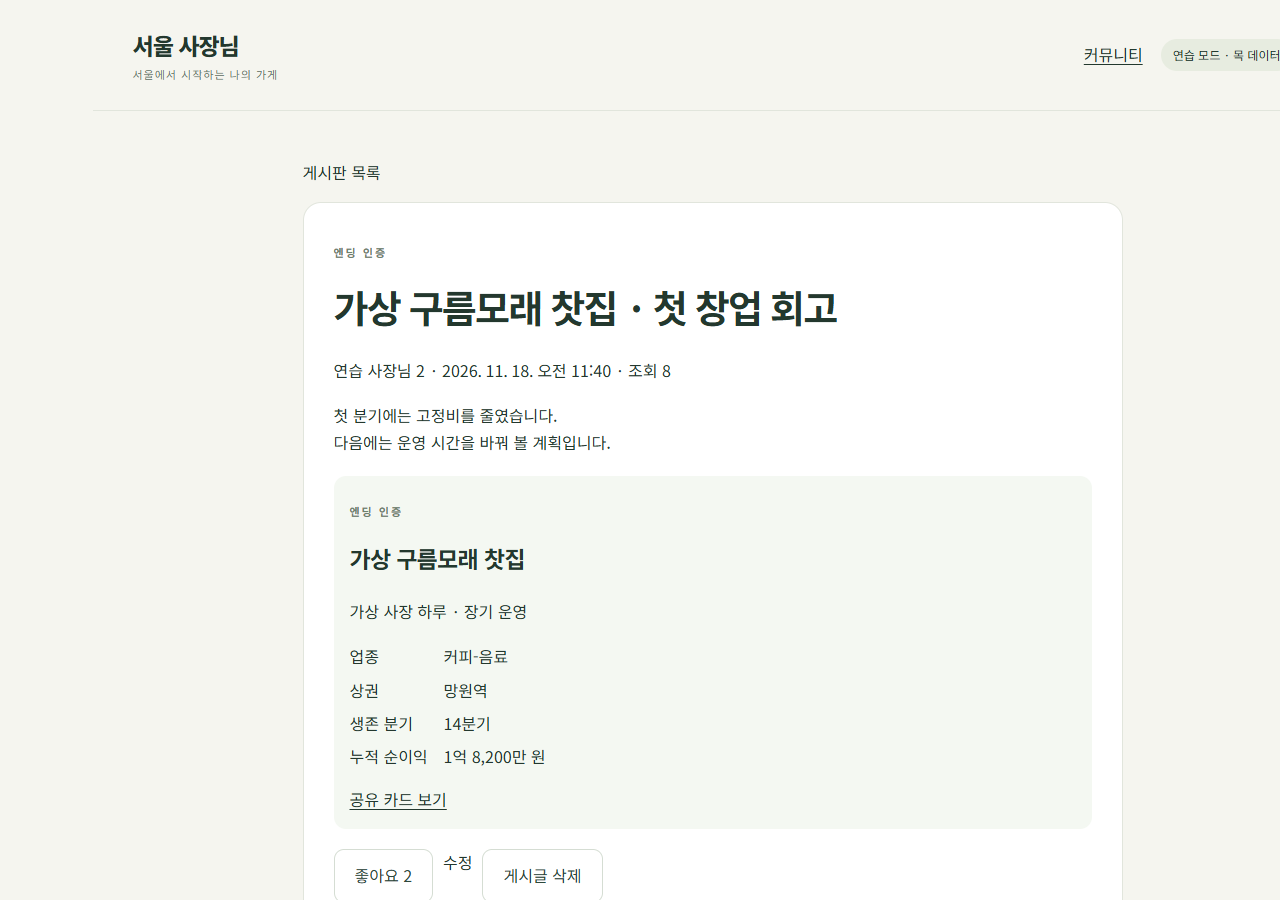 서울 사장님
서울에서 시작하는 나의 가게
커뮤니티
연습 모드 · 목 데이터
게시판 목록
엔딩 인증
가상 구름모래 찻집 · 첫 창업 회고
연습 사장님 2 · 2026. 11. 18. 오전 11:40 · 조회 8
첫 분기에는 고정비를 줄였습니다.
다음에는 운영 시간을 바꿔 볼 계획입니다.
엔딩 인증
가상 구름모래 찻집
가상 사장 하루 · 장기 운영
업종 커피-음료
상권 망원역
생존 분기 14분기
누적 순이익 1억 8,200만 원
공유 카드 보기
좋아요 2 수정 게시글 삭제